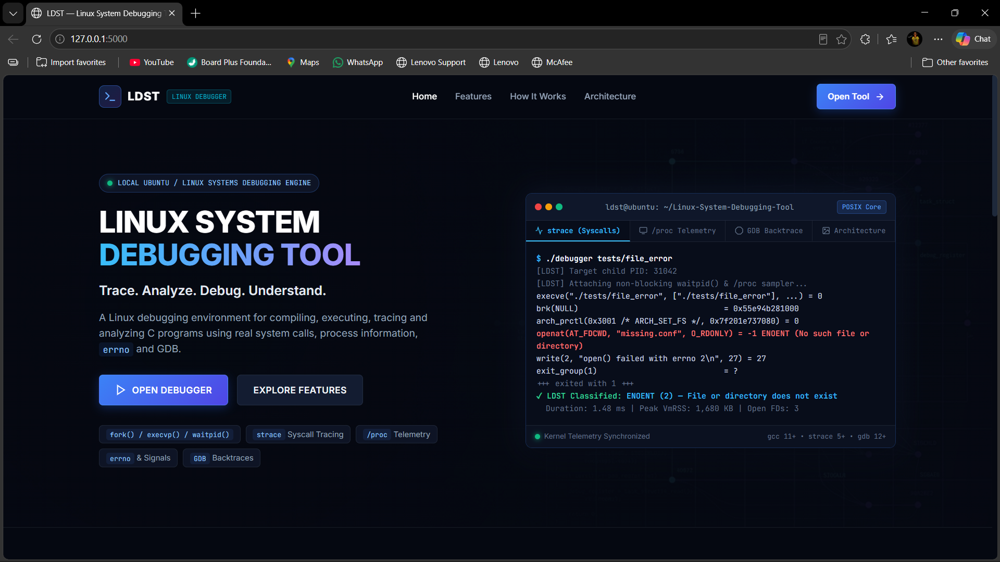 LDST — Linux System Debugging
127.0.0.1:5000
Chat
Import favorites
YouTube
Board Plus Founda...
Maps
WhatsApp
Lenovo Support
Lenovo
McAfee
Other favorites
LDST
LINUX DEBUGGER
Home
Features
How It Works
Architecture
Open Tool →
LOCAL UBUNTU / LINUX SYSTEMS DEBUGGING ENGINE
LINUX SYSTEM
DEBUGGING TOOL
Trace. Analyze. Debug. Understand.
A Linux debugging environment for compiling, executing, tracing and
analyzing C programs using real system calls, process information,
errno and GDB.
OPEN DEBUGGER
EXPLORE FEATURES
fork() / execvp() / waitpid()
strace Syscall Tracing
/proc Telemetry
errno & Signals
GDB Backtraces
ldst@ubuntu: ~/Linux-System-Debugging-Tool
POSIX Core
strace (Syscalls)
/proc Telemetry
GDB Backtrace
Architecture
$ ./debugger tests/file_error
[LDST] Target child PID: 31042
[LDST] Attaching non-blocking waitpid() & /proc sampler...
execve("./tests/file_error", ["./tests/file_error"], ...) = 0
brk(NULL) = 0x55e94b281000
arch_prctl(0x3001 /* ARCH_SET_FS */, 0x7f201e737080) = 0
openat(AT_FDCWD, "missing.conf", O_RDONLY) = -1 ENOENT (No such file or
directory)
write(2, "open() failed with errno 2\n", 27) = 27
exit_group(1) = ?
+++ exited with 1 +++
✓ LDST Classified: ENOENT (2) — File or directory does not exist
Duration: 1.48 ms | Peak VmRSS: 1,680 KB | Open FDs: 3
Kernel Telemetry Synchronized
gcc 11+ • strace 5+ • gdb 12+